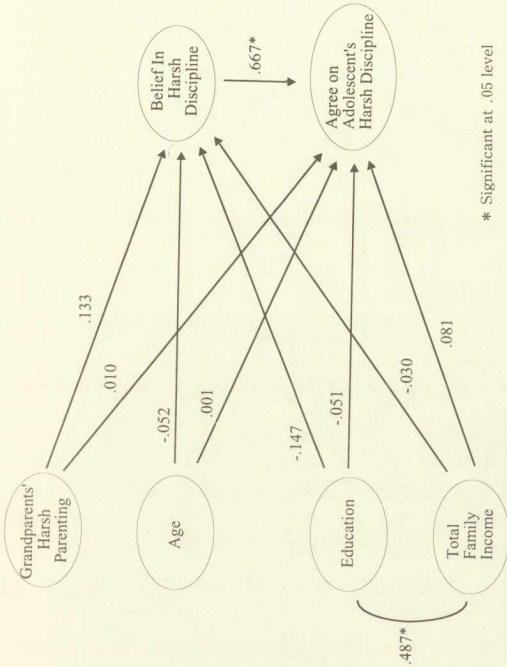 Grandparents'
Harsh
Parenting
Age
Education
Total
Family
Income
.487*
.133
.010
-.052
.001
-.147
-.051
-.030
.081
Belief In
Harsh
Discipline
.667*
Agree on
Adolescent's
Harsh Discipline
* Significant at .05 level